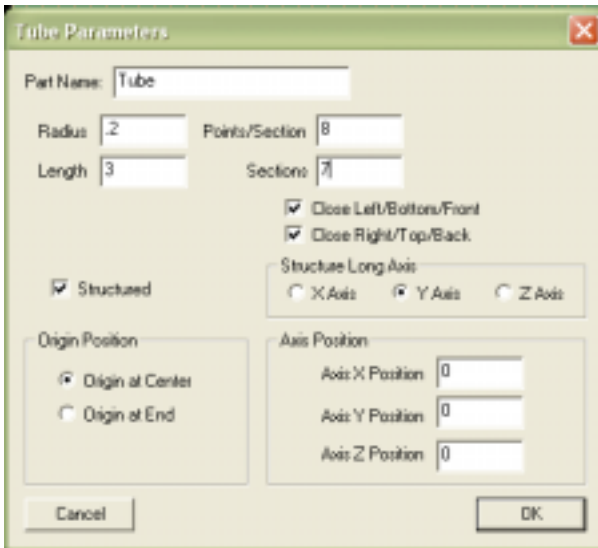 Tube Parameters
Part Name: Tube
Radius .2 Points/Section 8
Length 3 Sections 7
Close Left/Bottom/Front
Close Right/Top/Back
Structured
Structure Long Axis
X Axis Y Axis Z Axis
Origin Position
Origin at Center
Origin at End
Axis Position
Axis X Position 0
Axis Y Position 0
Axis Z Position 0
Cancel OK